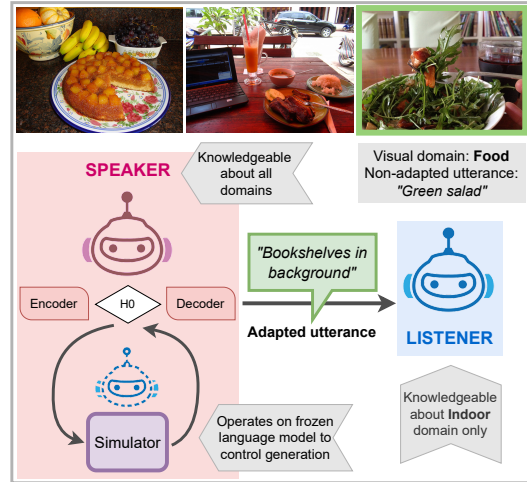 SPEAKER
Knowledgeable
about all
domains
Visual domain: Food
Non-adapted utterance:
"Green salad"
Encoder
H0
Decoder
"Bookshelves in
background"
Adapted utterance
LISTENER
Simulator
Operates on frozen
language model to
control generation
Knowledgeable
about Indoor
domain only